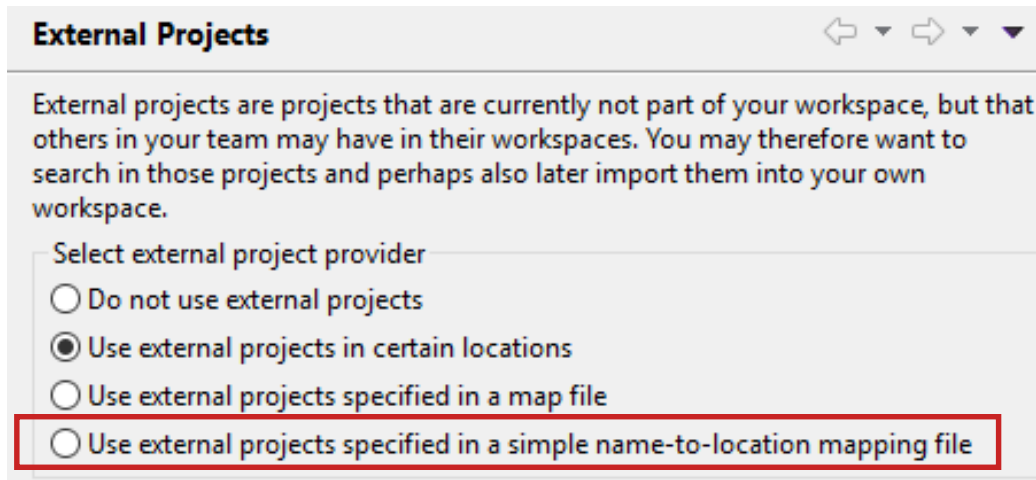 External Projects
External projects are projects that are currently not part of your workspace, but that
others in your team may have in their workspaces. You may therefore want to
search in those projects and perhaps also later import them into your own
workspace.
Select external project provider
Do not use external projects
Use external projects in certain locations
Use external projects specified in a map file
Use external projects specified in a simple name-to-location mapping file